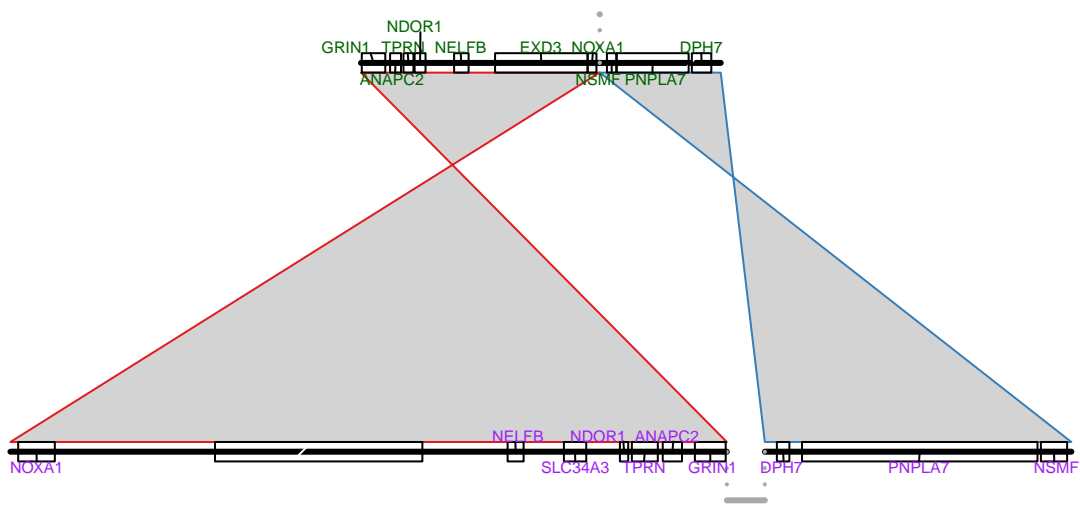 NDOR1
GRIN1 TPRN NELFB EXD3 NOXA1 DPH7
ANAPC2 NSMF PNPLA7
NELFB NDOR1 ANAPC2
NOXA1 SLC34A3 TPRN GRIN1 DPH7 PNPLA7 NSMF